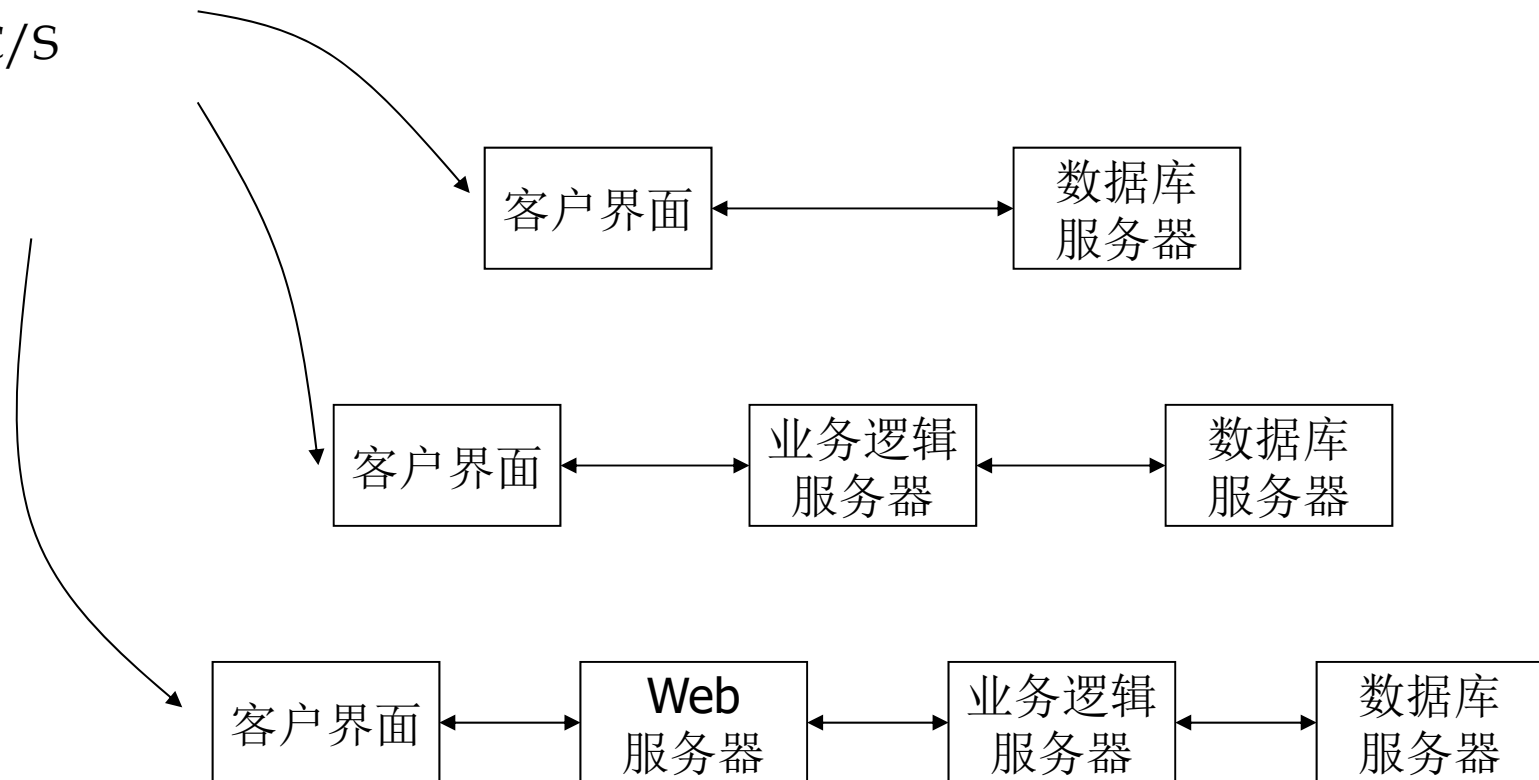 C/S
客户界面
数据库
服务器
客户界面
业务逻辑
服务器
数据库
服务器
客户界面
Web
服务器
业务逻辑
服务器
数据库
服务器